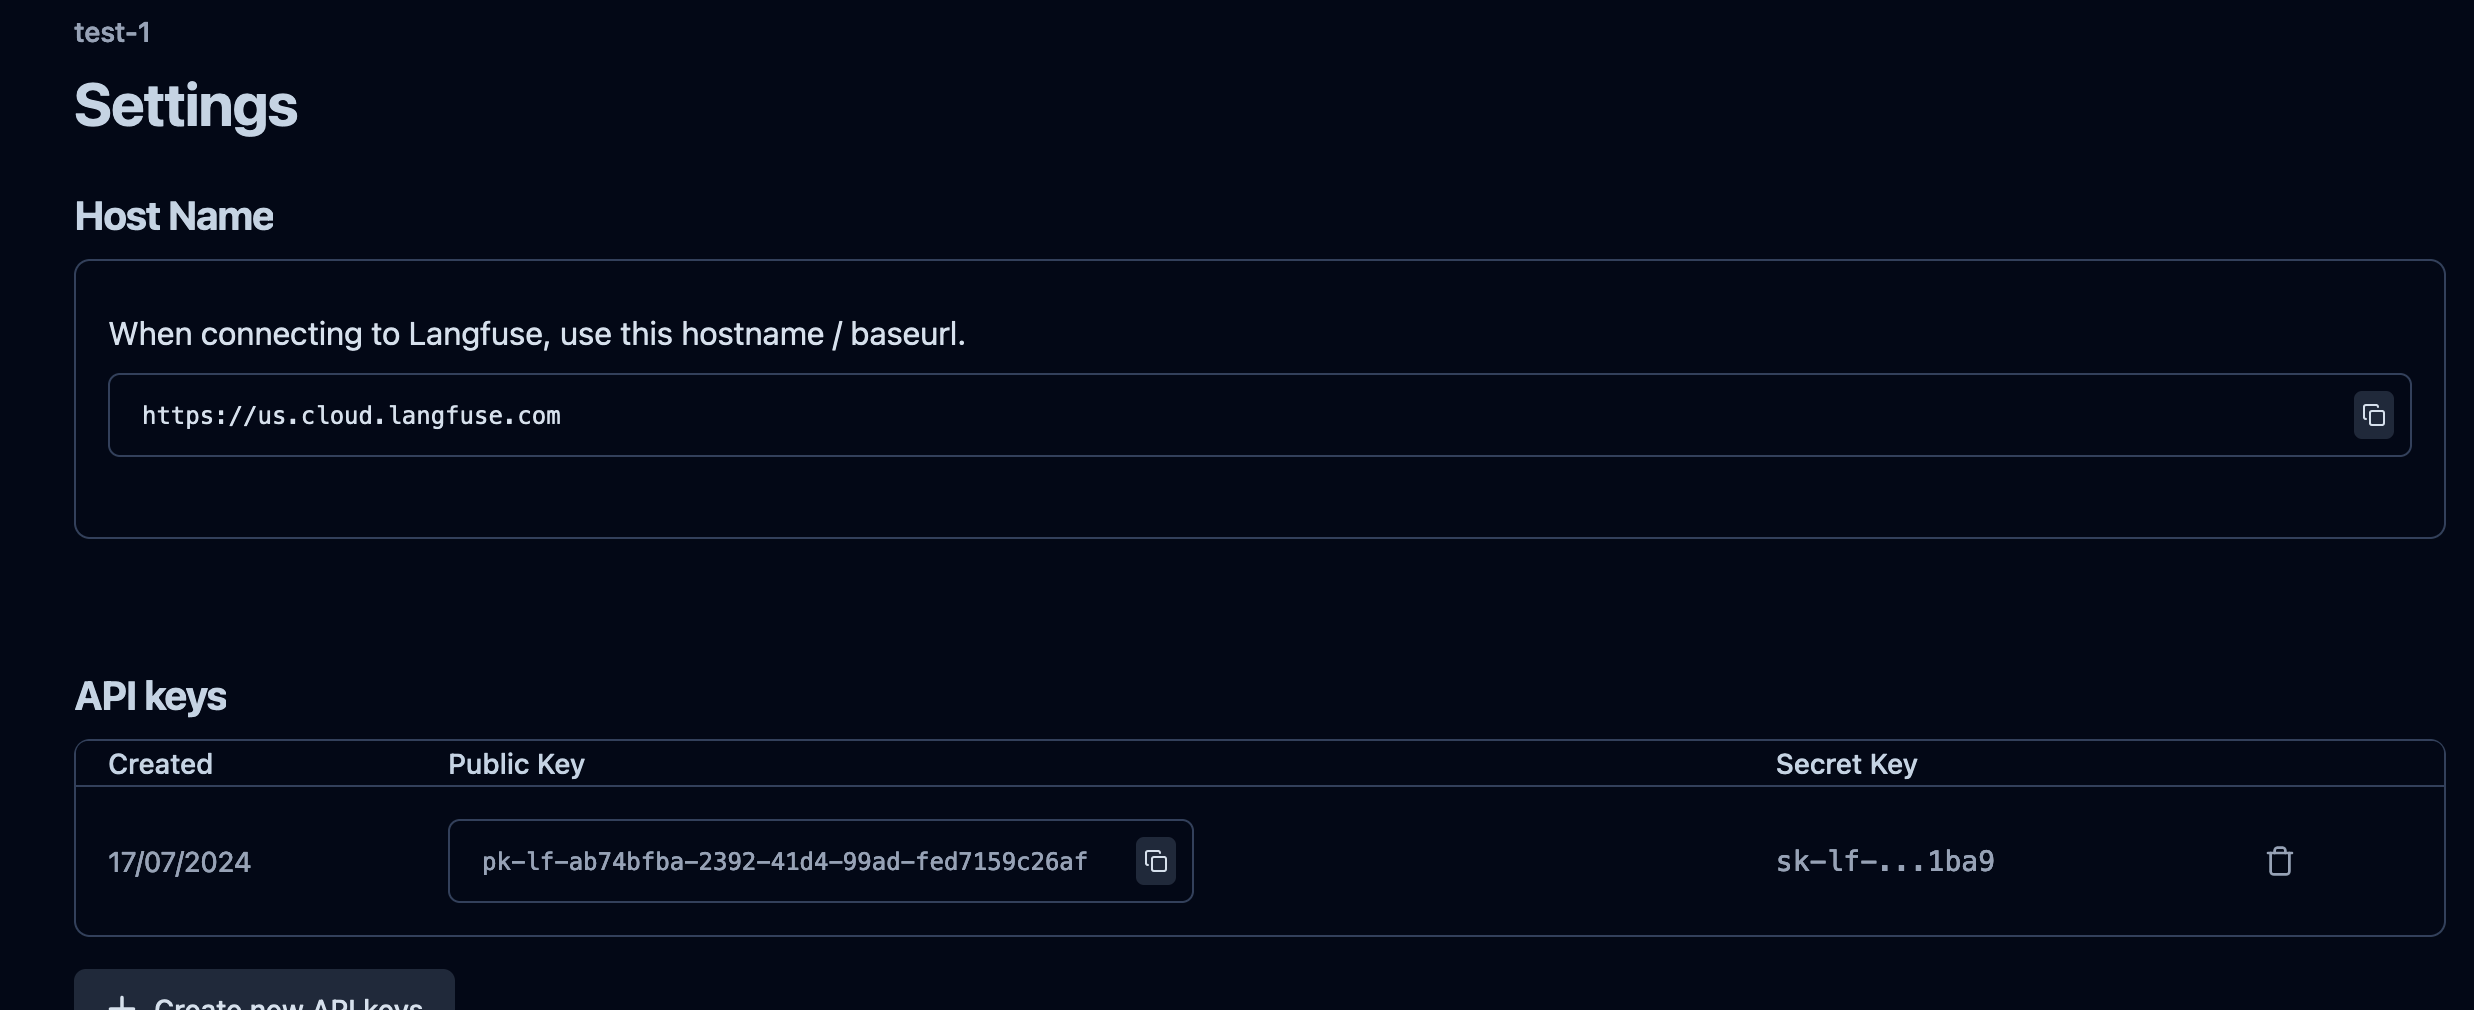 test-1
Settings
Host Name
When connecting to Langfuse, use this hostname / baseurl.
https://us.cloud.langfuse.com
API keys
Created Public Key Secret Key
17/07/2024 pk-lf-ab74bfba-2392-41d4-99ad-fed7159c26af sk-lf-...1ba9
+ Create new API keys